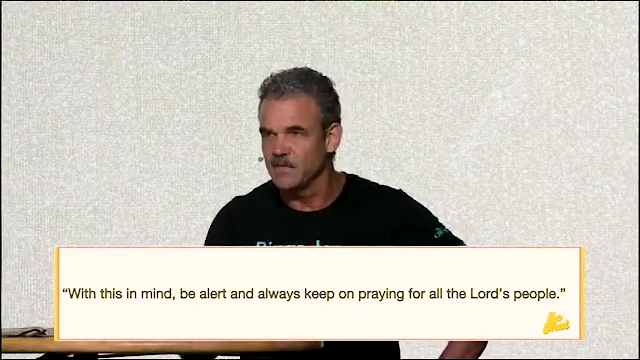 “With this in mind, be alert and always keep on praying for all the Lord's people.”